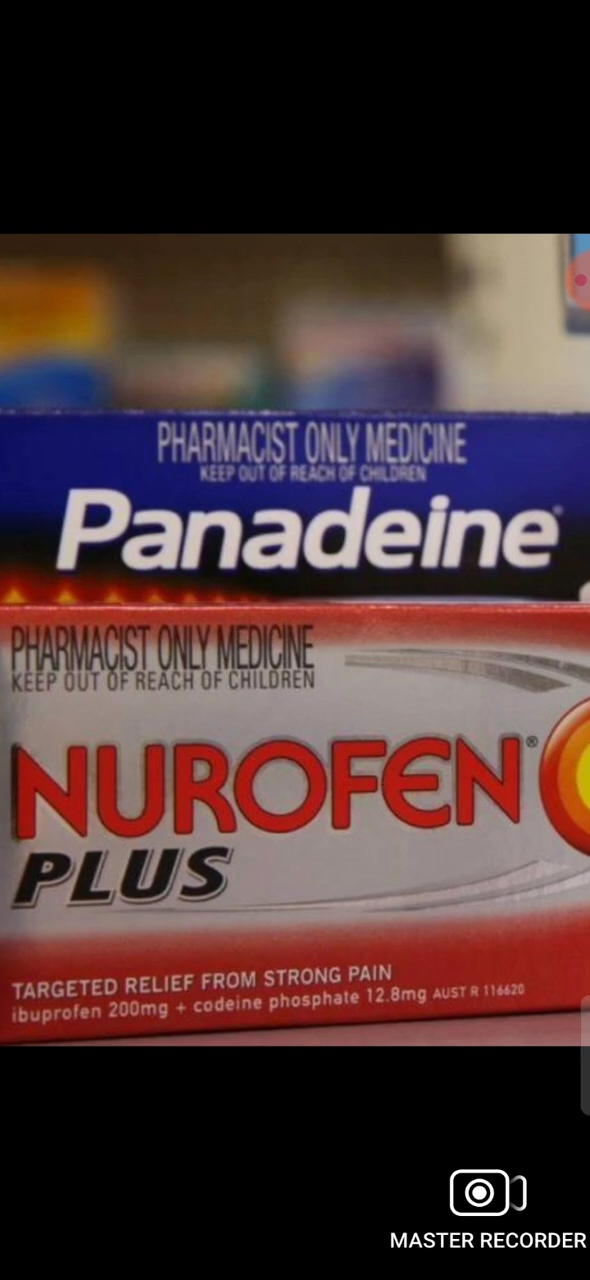 PHARMACIST ONLY MEDICINE
KEEP OUT OF REACH OF CHILDREN
Panadeine®
PHARMACIST ONLY MEDICINE
KEEP OUT OF REACH OF CHILDREN
NUROFEN®
PLUS
TARGETED RELIEF FROM STRONG PAIN
ibuprofen 200mg + codeine phosphate 12.8mg AUST R 116620
MASTER RECORDER